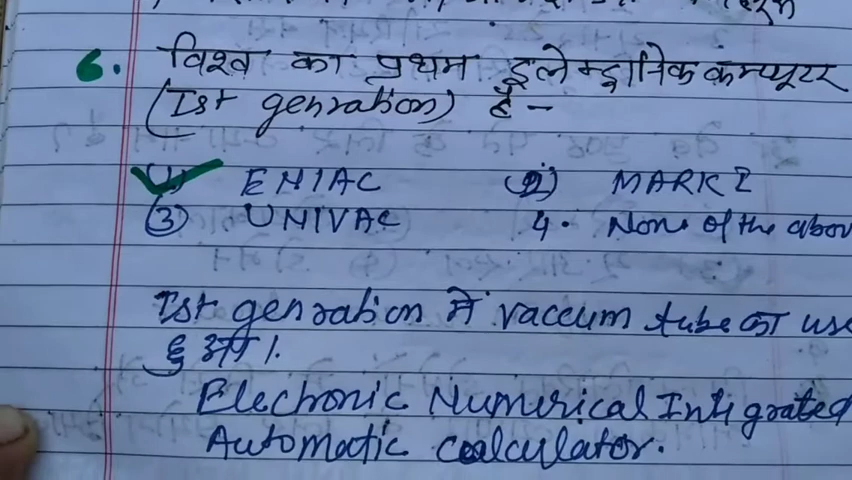 6. विश्व का प्रथम इलेक्ट्रानिक कम्प्यूटर
(Ist genration) है -
(1) ENIAC (2) MARK I
(3) UNIVAC 4. None of the abov
Ist genration में vaccum tube का use
हुआ।
Electronic Numerical Intigrated
Automatic calculator.